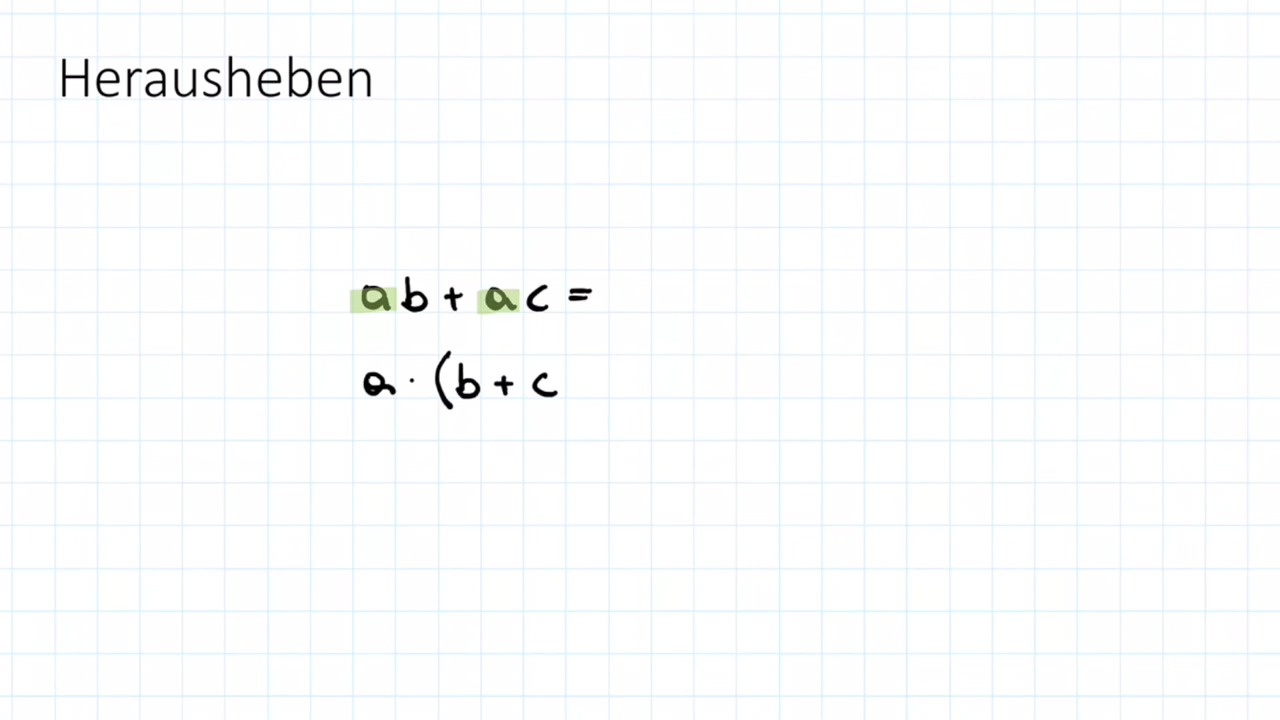 Herausheben
ab + ac =
a · (b + c